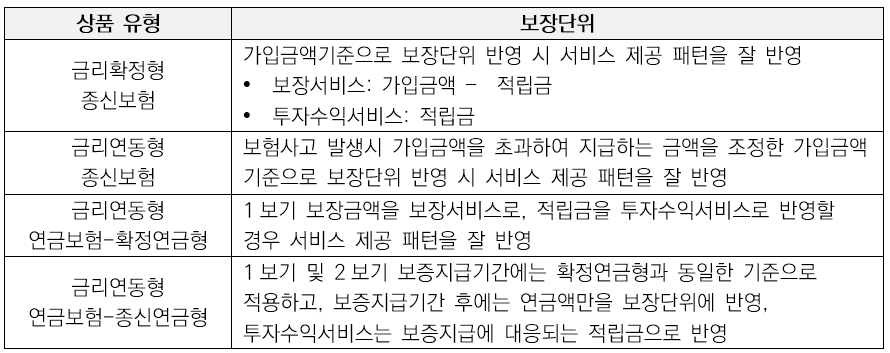 상품 유형
보장단위
금리확정형
종신보험
가입금액기준으로 보장단위 반영 시 서비스 제공 패턴을 잘 반영
• 보장서비스: 가입금액 - 적립금
• 투자수익서비스: 적립금
금리연동형
종신보험
보험사고 발생시 가입금액을 초과하여 지급하는 금액을 조정한 가입금액
기준으로 보장단위 반영 시 서비스 제공 패턴을 잘 반영
금리연동형
연금보험-확정연금형
1보기 보장금액을 보장서비스로, 적립금을 투자수익서비스로 반영할
경우 서비스 제공 패턴을 잘 반영
금리연동형
연금보험-종신연금형
1보기 및 2보기 보증지급기간에는 확정연금형과 동일한 기준으로
적용하고, 보증지급기간 후에는 연금액만을 보장단위에 반영,
투자수익서비스는 보증지급에 대응되는 적립금으로 반영